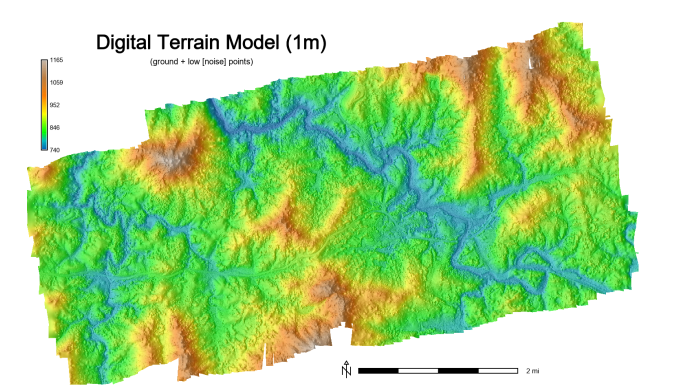 Digital Terrain Model (1m)
(ground + low [noise] points)
1165
1059
952
846
740
N
2 mi